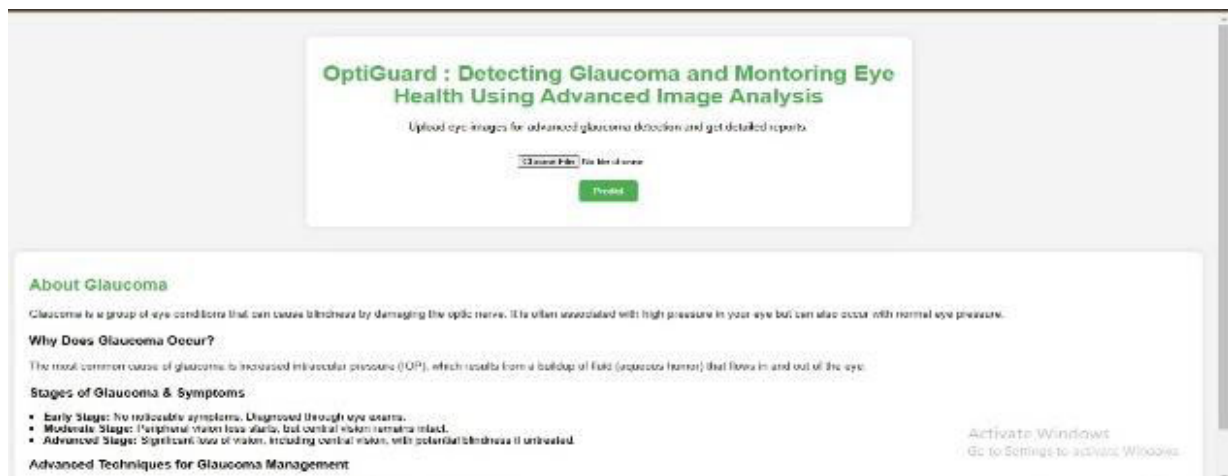 OptiGuard : Detecting Glaucoma and Montoring Eye
Health Using Advanced Image Analysis
Upload eye images for advanced glaucoma detection and get detailed reports.
Choose File No file chosen
Predict
About Glaucoma
Glaucoma is a group of eye conditions that can cause blindness by damaging the optic nerve. It is often associated with high pressure in your eye but can also occur with normal eye pressure.
Why Does Glaucoma Occur?
The most common cause of glaucoma is increased intraocular pressure (IOP), which results from a buildup of fluid (aqueous humor) that flows in and out of the eye.
Stages of Glaucoma & Symptoms
• Early Stage: No noticeable symptoms. Diagnosed through eye exams.
• Moderate Stage: Peripheral vision loss starts, but central vision remains intact.
• Advanced Stage: Significant loss of vision, including central vision, with potential blindness if untreated.
Advanced Techniques for Glaucoma Management
Activate Windows
Go to Settings to activate Windows.